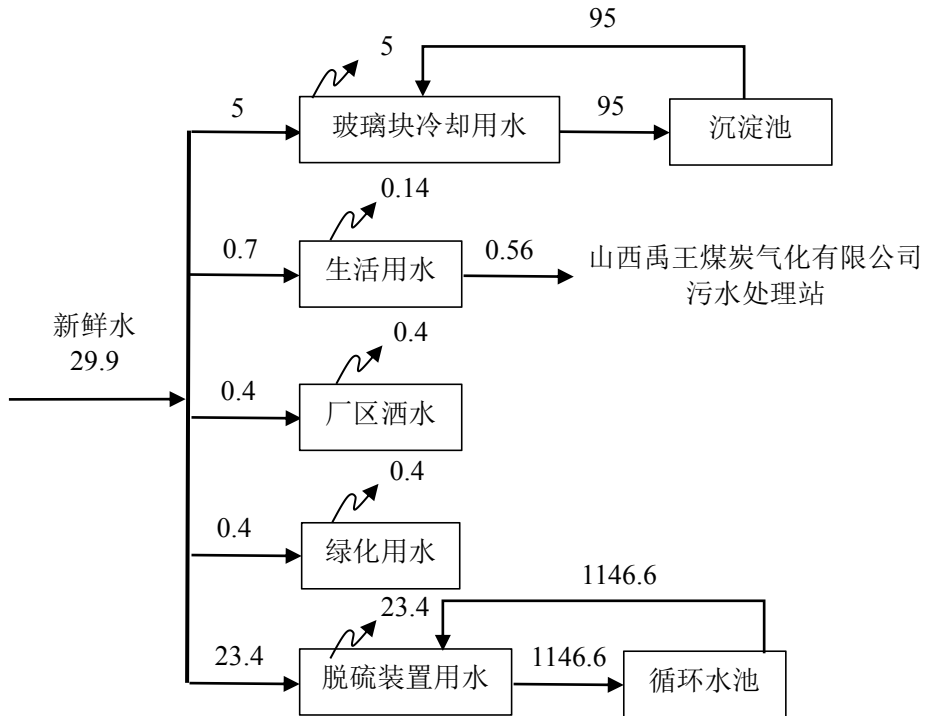 95
5
5
玻璃块冷却用水
95
沉淀池
0.14
0.7
生活用水
0.56
山西禹王煤炭气化有限公司
污水处理站
新鲜水
29.9
0.4
0.4
厂区洒水
0.4
0.4
绿化用水
1146.6
23.4
23.4
脱硫装置用水
1146.6
循环水池